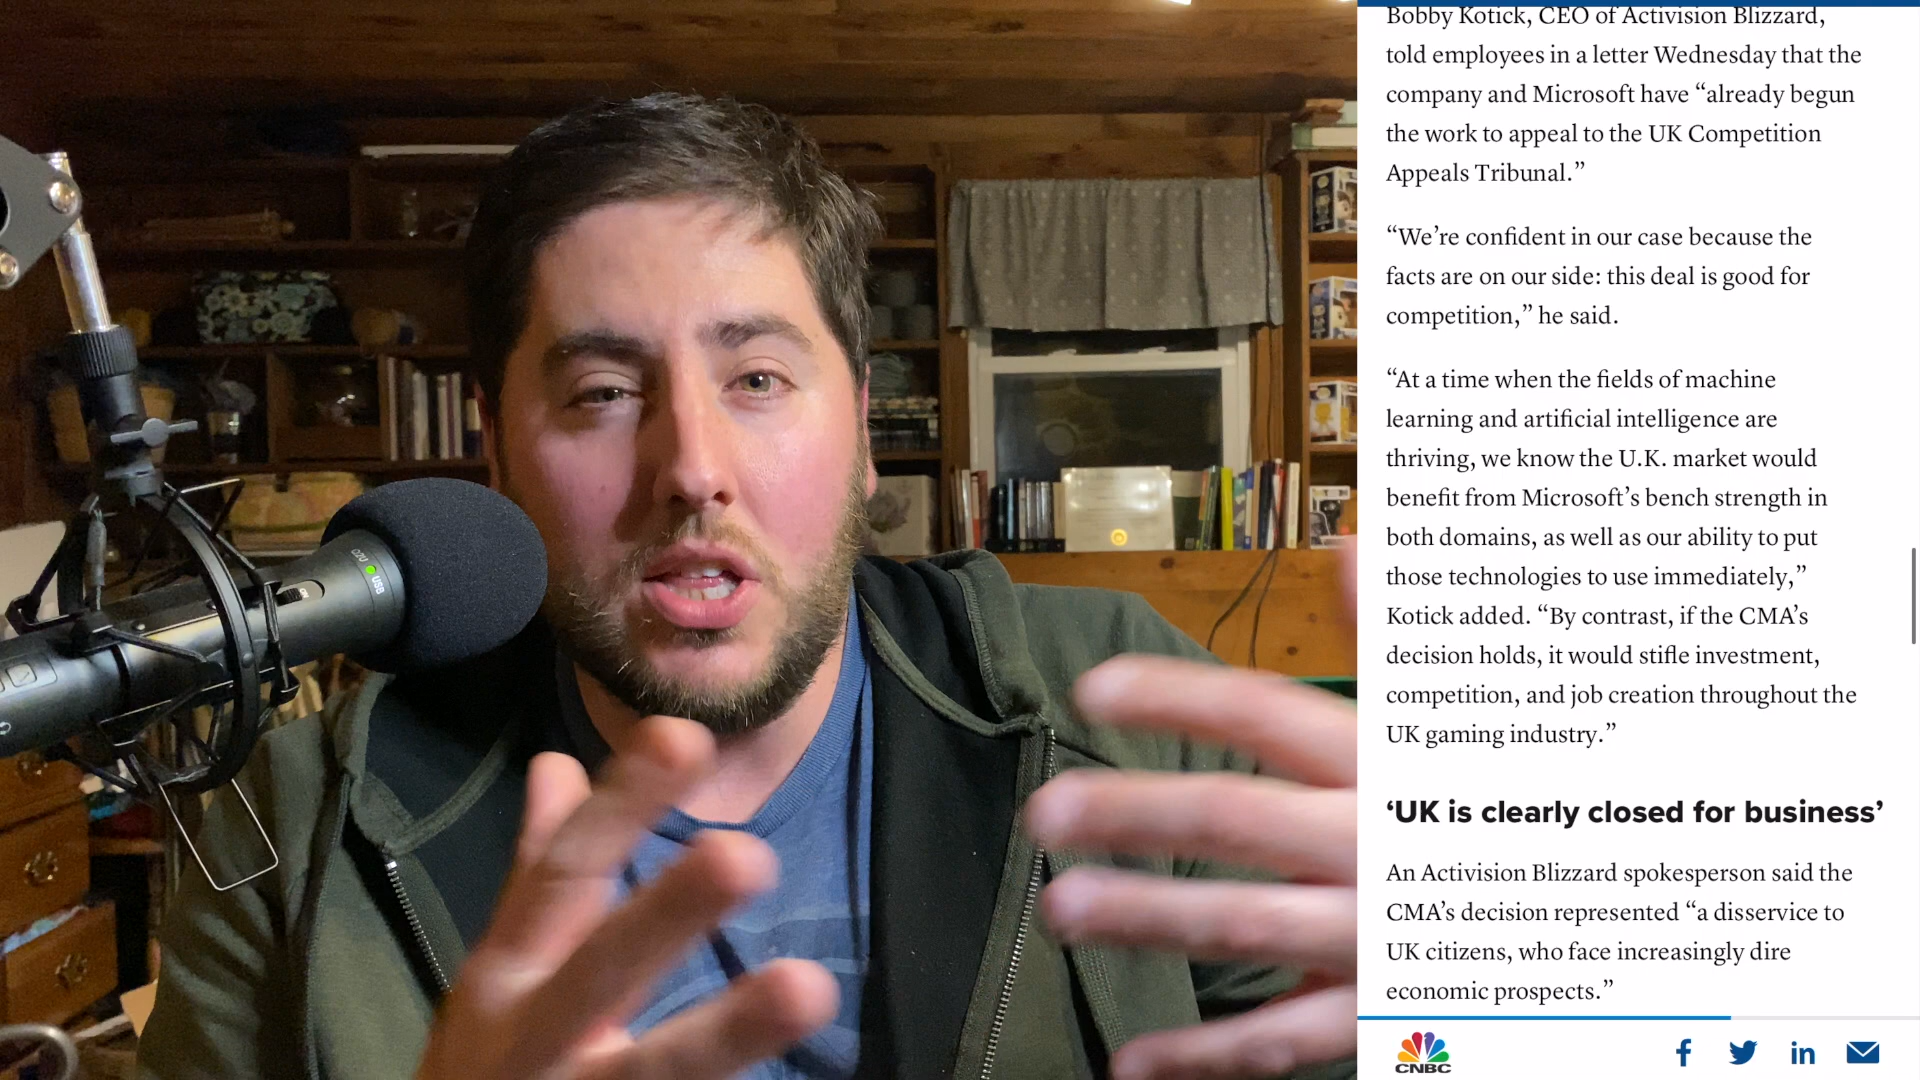 Bobby Kotick, CEO of Activision Blizzard,
told employees in a letter Wednesday that the
company and Microsoft have “already begun
the work to appeal to the UK Competition
Appeals Tribunal.”
“We’re confident in our case because the
facts are on our side: this deal is good for
competition,” he said.
“At a time when the fields of machine
learning and artificial intelligence are
thriving, we know the U.K. market would
benefit from Microsoft’s bench strength in
both domains, as well as our ability to put
those technologies to use immediately,”
Kotick added. “By contrast, if the CMA’s
decision holds, it would stifle investment,
competition, and job creation throughout the
UK gaming industry.”
‘UK is clearly closed for business’
An Activision Blizzard spokesperson said the
CMA’s decision represented “a disservice to
UK citizens, who face increasingly dire
economic prospects.”
CNBC
USB